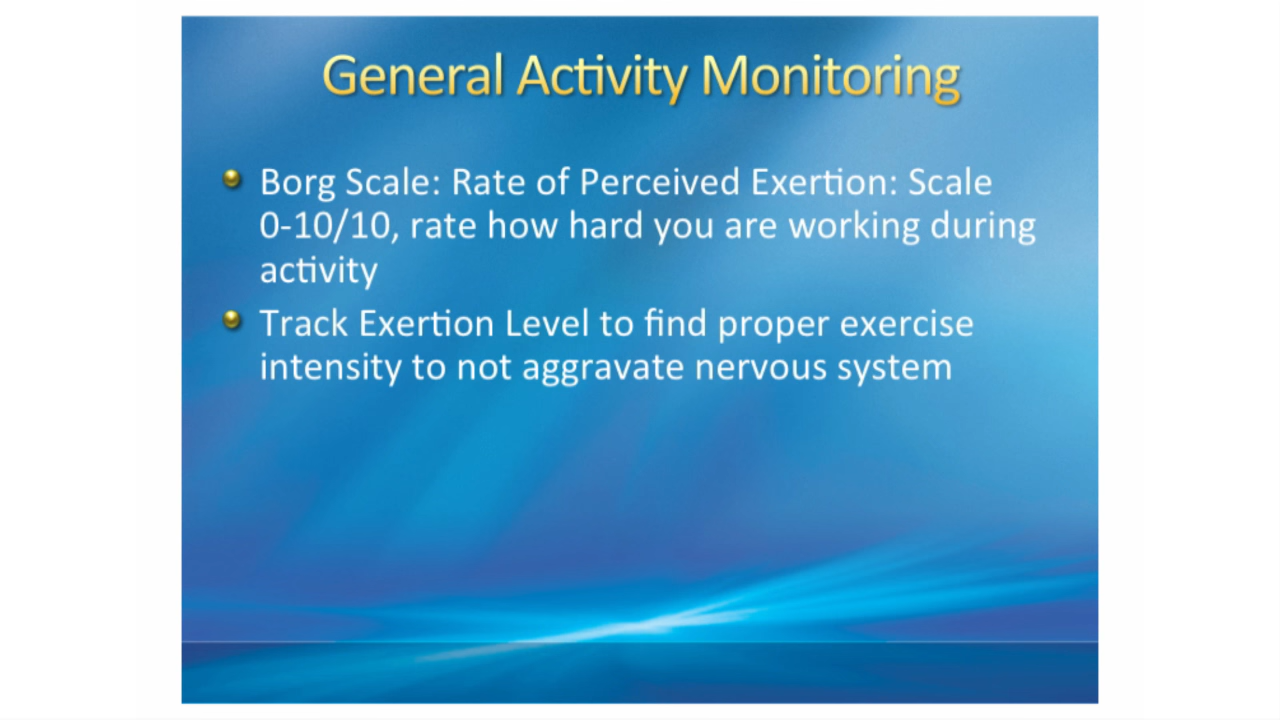 General Activity Monitoring
Borg Scale: Rate of Perceived Exertion: Scale
0-10/10, rate how hard you are working during
activity
Track Exertion Level to find proper exercise
intensity to not aggravate nervous system